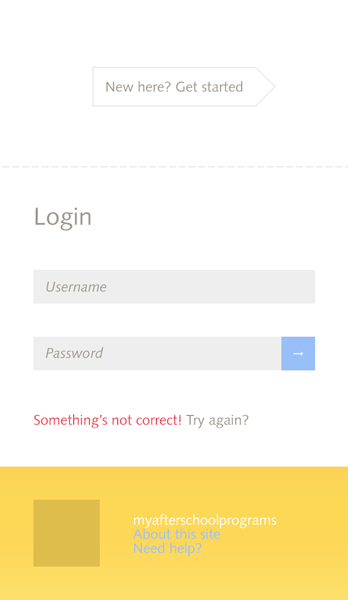 New here? Get started
Login
Username
Password
→
Something's not correct! Try again?
myafterschoolprograms
About this site
Need help?